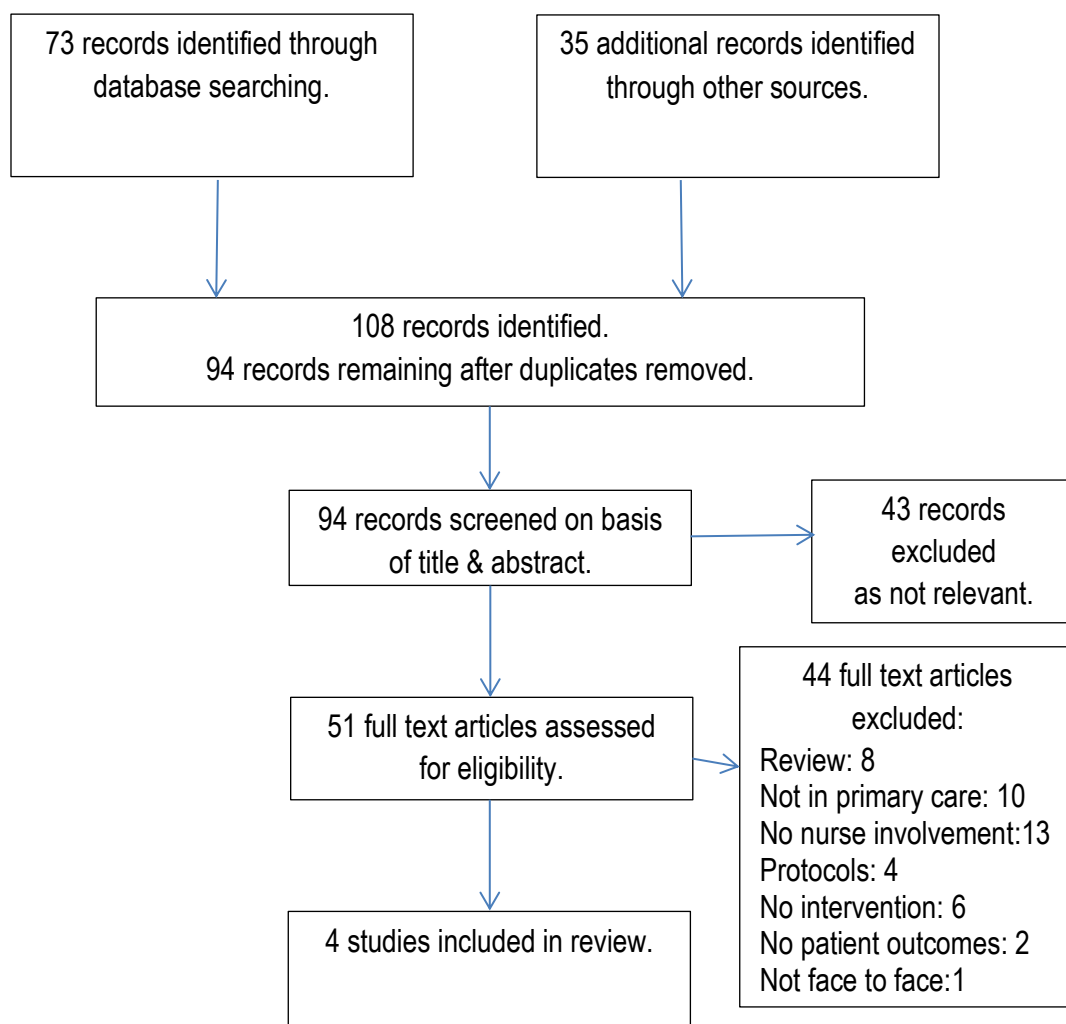 73 records identified through
database searching.
35 additional records identified
through other sources.
108 records identified.
94 records remaining after duplicates removed.
94 records screened on basis
of title & abstract.
43 records
excluded
as not relevant.
51 full text articles assessed
for eligibility.
44 full text articles
excluded:
Review: 8
Not in primary care: 10
No nurse involvement:13
Protocols: 4
No intervention: 6
No patient outcomes: 2
Not face to face:1
4 studies included in review.